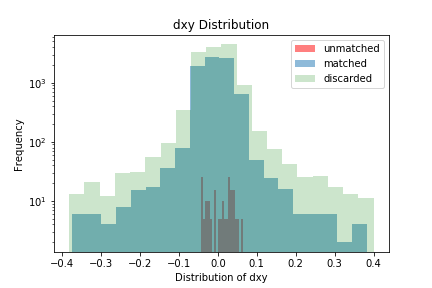 dxy Distribution
unmatched
matched
discarded
Frequency
10³
10²
10¹
−0.4 −0.3 −0.2 −0.1 0.0 0.1 0.2 0.3 0.4
Distribution of dxy